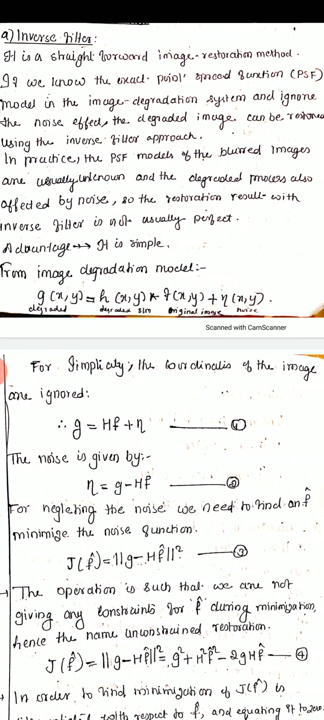 a) Inverse filter:
It is a straight forward image-restoration method.
If we know the exact point spread function (PSF)
model in the image-degradation system and ignore
the noise effect, the degraded image can be restored
using the inverse filter approach.
In practice, the PSF models of the blurred images
are usually unknown and the degraded process also
affected by noise, so the restoration result with
inverse filter is not usually perfect.
Advantage → It is simple.
From image degradation model:-
g(x,y) = h(x,y) * f(x,y) + η(x,y).
degraded degraded sim original image noise
Scanned with CamScanner
For Simplicity, the co-ordinates of the image
are ignored:
∴ g = Hf + η ——— ①
The noise is given by:-
η = g - Hf ——— ②
For neglecting the noise we need to find an f̂
minimise the noise function.
J(f̂) = ||g - Hf̂||² ——— ③
→ The operation is such that we are not
giving any constraints for f̂ during minimization,
hence the name unconstrained restoration.
J(f̂) = ||g - Hf̂||² = g² + H²f̂² - 2gHf̂ — ④
→ In order to find minimization of J(f̂) is
with respect to f̂, and equating it to zero.